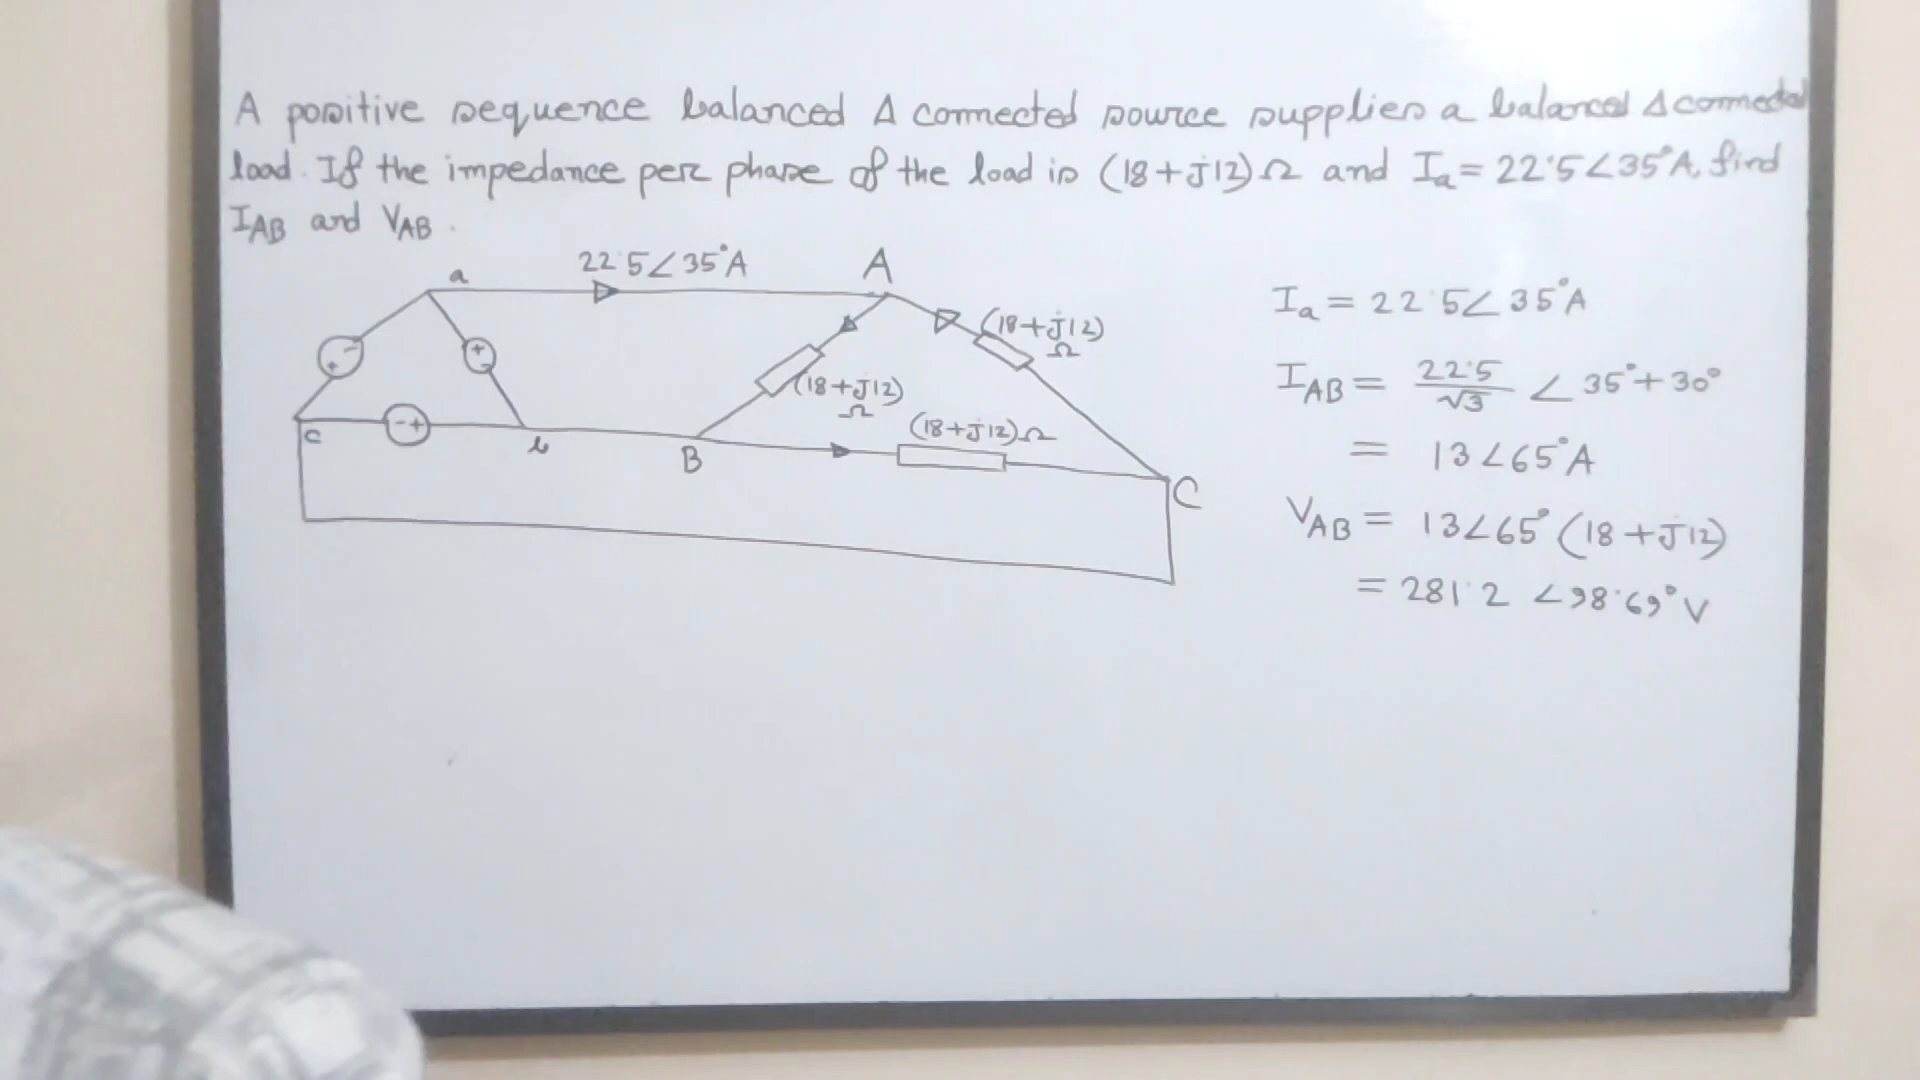 A positive sequence balanced Δ connected source supplies a balanced Δ connected
load. If the impedance per phase of the load is (18+j12)Ω and Ia = 22.5∠35°A, find
IAB and VAB.
22.5∠35°A
a
A
(18+j12)
Ω
- +
+ -
(18+j12)
Ω
- +
(18+j12)Ω
c
b
B
C
Ia = 22.5∠35°A
IAB = 22.5/√3 ∠35°+30°
= 13∠65°A
VAB = 13∠65° (18+j12)
= 281.2 ∠98.69° V